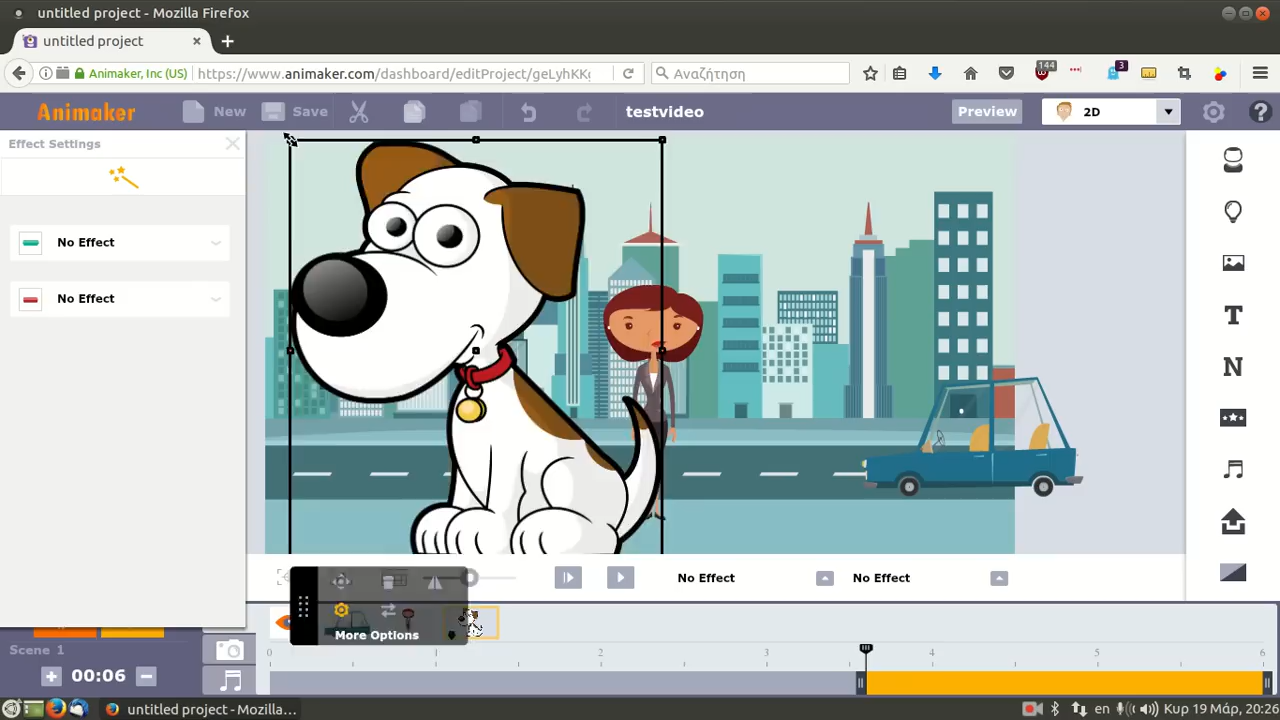 untitled project - Mozilla Firefox
untitled project
Animaker, Inc (US)
https://www.animaker.com/dashboard/editProject/geLyhKKg
Αναζήτηση
144
3
Animaker
New
Save
testvideo
Preview
2D
Effect Settings
No Effect
No Effect
T
N
No Effect
No Effect
More Options
Scene 1
00:06
0
2
3
4
5
6
untitled project - Mozilla...
en
Κυρ 19 Μάρ, 20:26